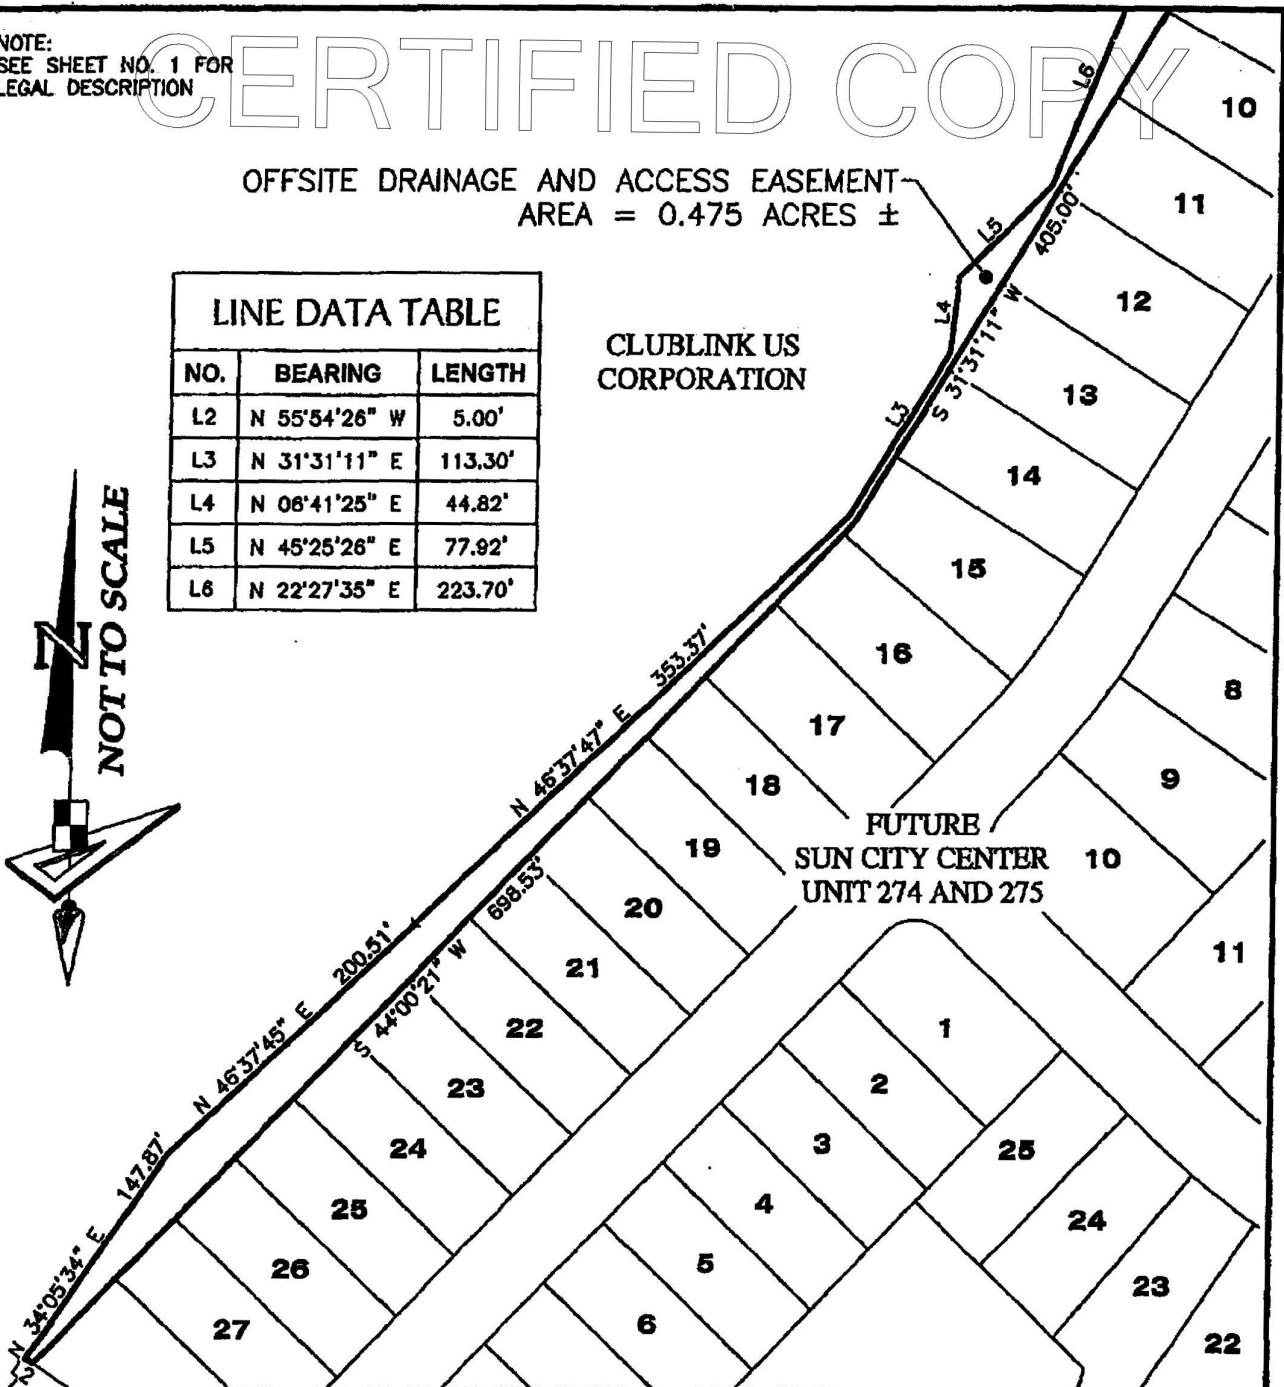 NOTE:
SEE SHEET NO. 1 FOR
LEGAL DESCRIPTION
CERTIFIED COPY
OFFSITE DRAINAGE AND ACCESS EASEMENT
AREA = 0.475 ACRES ±
LINE DATA TABLE
NO. BEARING LENGTH
L2 N 55°54'26" W 5.00'
L3 N 31°31'11" E 113.30'
L4 N 06°41'25" E 44.82'
L5 N 45°25'26" E 77.92'
L6 N 22°27'35" E 223.70'
CLUBLINK US
CORPORATION
L6
L5
L4
L3
405.00'
S 31°31'11" W
10
11
12
13
14
15
16
17
18
19
20
21
22
23
24
25
26
27
N
NOT TO SCALE
353.37'
N 46°37'47" E
698.53'
S 44°00'21" W
200.51'
N 46°37'45" E
147.87'
N 34°05'34" E
FUTURE
SUN CITY CENTER
UNIT 274 AND 275
8
9
10
11
1
2
3
4
5
6
25
24
23
22